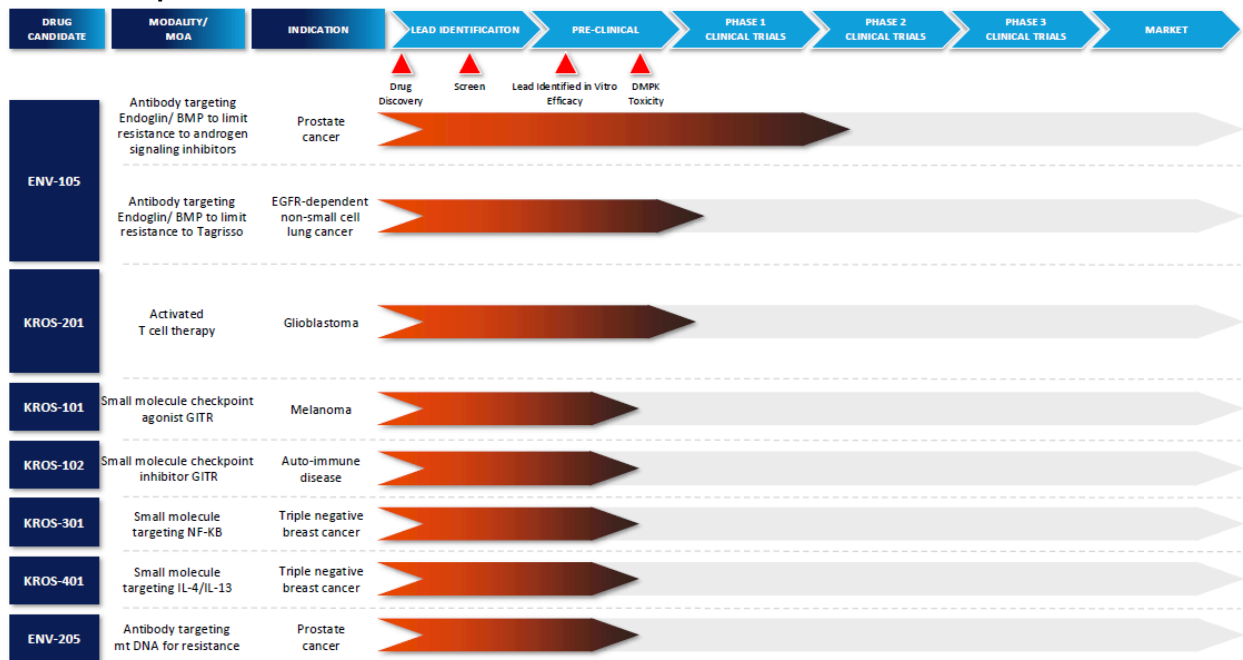 DRUG
CANDIDATE
MODALITY/
MOA
INDICATION
LEAD IDENTIFICAITON
PRE-CLINICAL
PHASE 1
CLINICAL TRIALS
PHASE 2
CLINICAL TRIALS
PHASE 3
CLINICAL TRIALS
MARKET
Drug
Discovery
Screen
Lead Identified in Vitro
Efficacy
DMPK
Toxicity
ENV-105
Antibody targeting
Endoglin/ BMP to limit
resistance to androgen
signaling inhibitors
Prostate
cancer
Antibody targeting
Endoglin/ BMP to limit
resistance to Tagrisso
EGFR-dependent
non-small cell
lung cancer
KROS-201
Activated
T cell therapy
Glioblastoma
KROS-101
Small molecule checkpoint
agonist GITR
Melanoma
KROS-102
Small molecule checkpoint
inhibitor GITR
Auto-immune
disease
KROS-301
Small molecule
targeting NF-KB
Triple negative
breast cancer
KROS-401
Small molecule
targeting IL-4/IL-13
Triple negative
breast cancer
ENV-205
Antibody targeting
mt DNA for resistance
Prostate
cancer